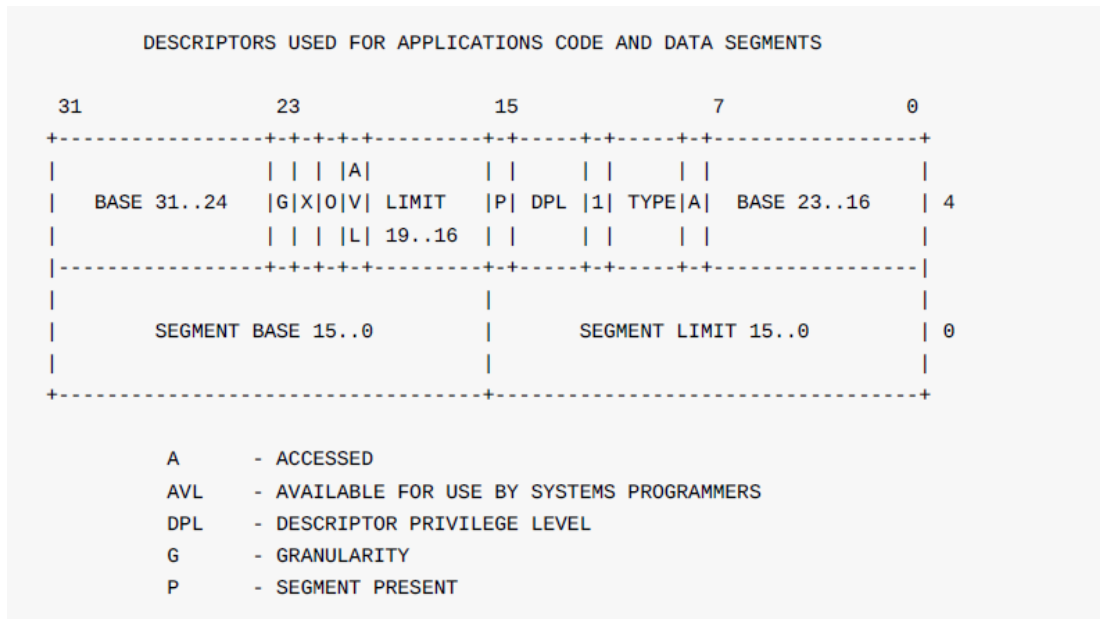 DESCRIPTORS USED FOR APPLICATIONS CODE AND DATA SEGMENTS
31 23 15 7 0
+-----------------+-+-+-+-+---------+-+-----+-+-----+-+-----------------+
|                 | | | |A|         | |     | |     | |                 |
|   BASE 31..24   |G|X|O|V| LIMIT   |P| DPL |1| TYPE|A|  BASE 23..16    | 4
|                 | | | |L| 19..16  | |     | |     | |                 |
|-----------------+-+-+-+-+---------+-+-----+-+-----+-+-----------------|
|                                   |                                   |
|        SEGMENT BASE 15..0         |       SEGMENT LIMIT 15..0         | 0
|                                   |                                   |
+-----------------------------------+-----------------------------------+
A - ACCESSED
AVL - AVAILABLE FOR USE BY SYSTEMS PROGRAMMERS
DPL - DESCRIPTOR PRIVILEGE LEVEL
G - GRANULARITY
P - SEGMENT PRESENT